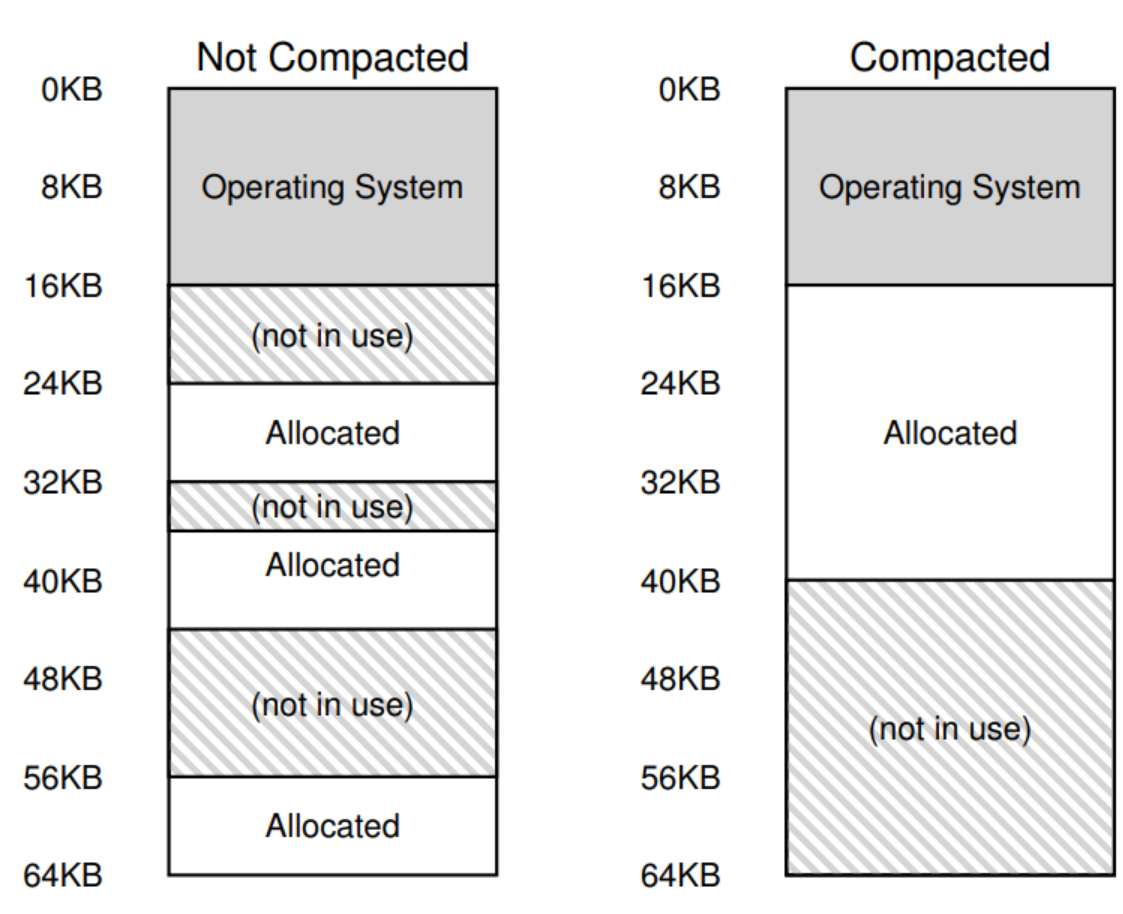 Not Compacted
0KB
8KB
Operating System
16KB
(not in use)
24KB
Allocated
32KB
(not in use)
Allocated
40KB
48KB
(not in use)
56KB
Allocated
64KB
Compacted
0KB
8KB
Operating System
16KB
24KB
Allocated
32KB
40KB
48KB
(not in use)
56KB
64KB